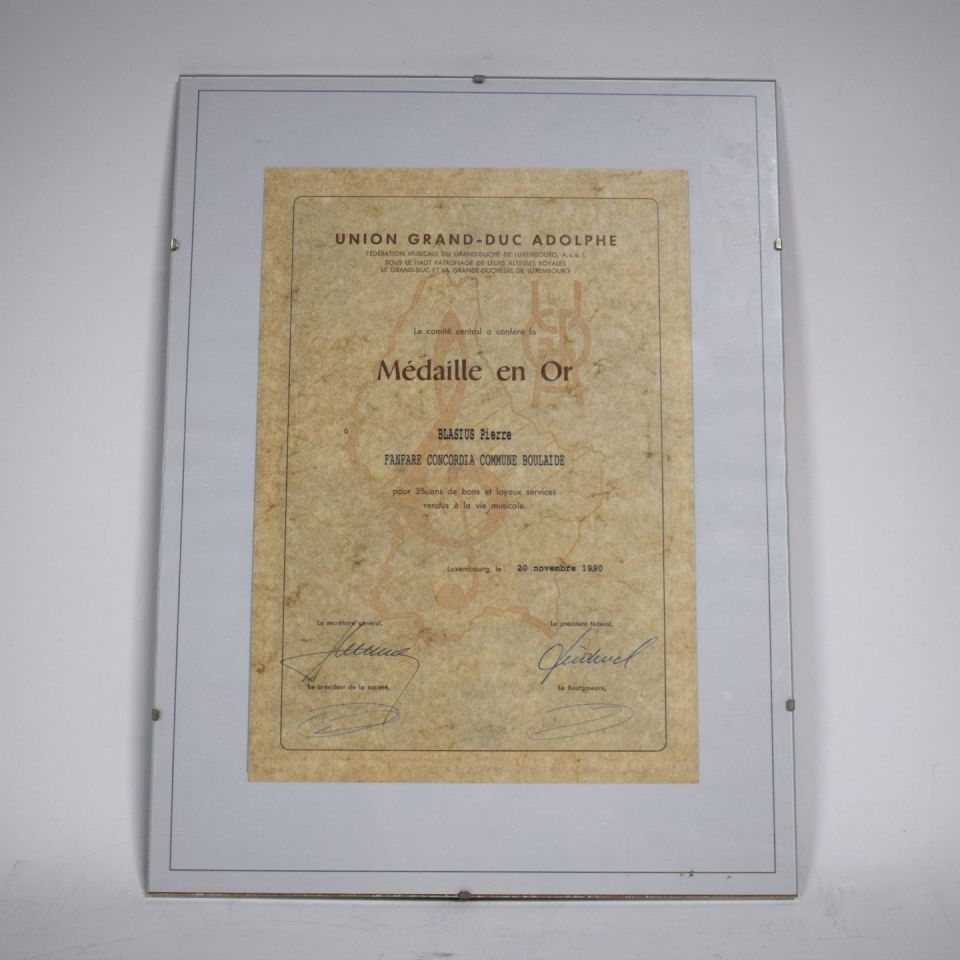 UNION GRAND-DUC ADOLPHE
FÉDÉRATION MUSICALE DU GRAND-DUCHÉ DE LUXEMBOURG, A. s. b. l.
SOUS LE HAUT PATRONAGE DE LEURS ALTESSES ROYALES
LE GRAND-DUC ET LA GRANDE-DUCHESSE DE LUXEMBOURG
Le comité central a conféré la
Médaille en Or
à
BLASIUS Pierre
FANFARE CONCORDIA COMMUNE BOULAIDE
pour 35 ans de bons et loyaux services
rendus à la vie musicale.
Luxembourg, le 20 novembre 1990
Le secrétaire général, Le président fédéral,
Le président de la société, Le Bourgmestre,